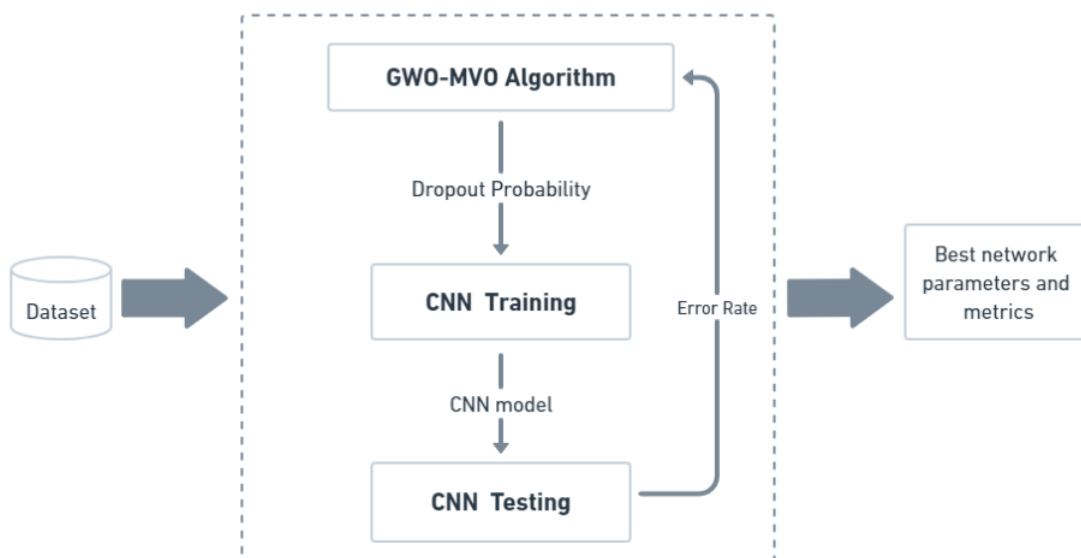 GWO-MVO Algorithm
Dropout Probability
Dataset
CNN Training
Error Rate
Best network
parameters and
metrics
CNN model
CNN Testing